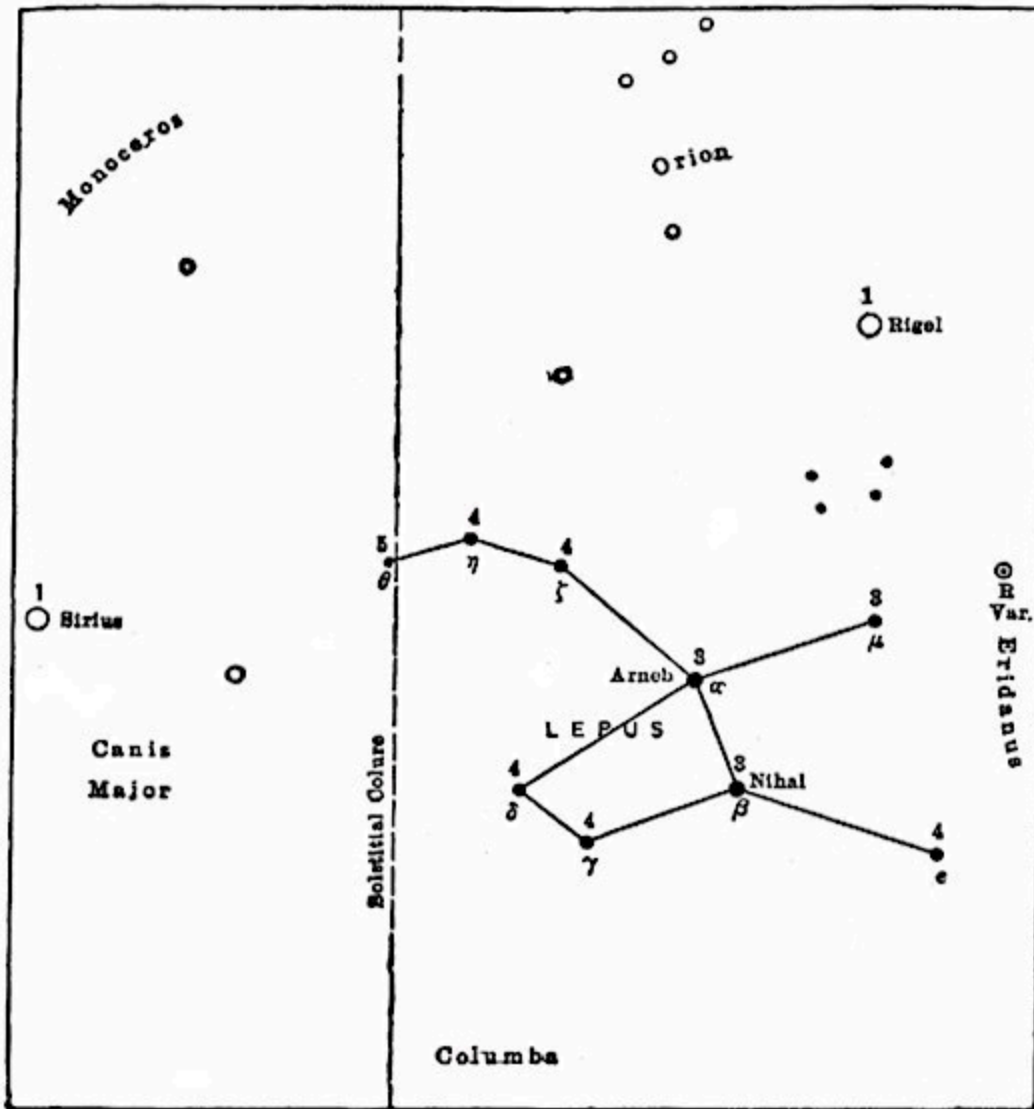 Monoceros
Orion
1
Rigel
4
5
4
η
θ
ζ
1
Sirius
R
Var.
3
μ
Eridanus
3
Arneb
α
LEPUS
Canis
Major
4
3
Nihal
δ
β
4
γ
4
ε
Solstitial Colure
Columba